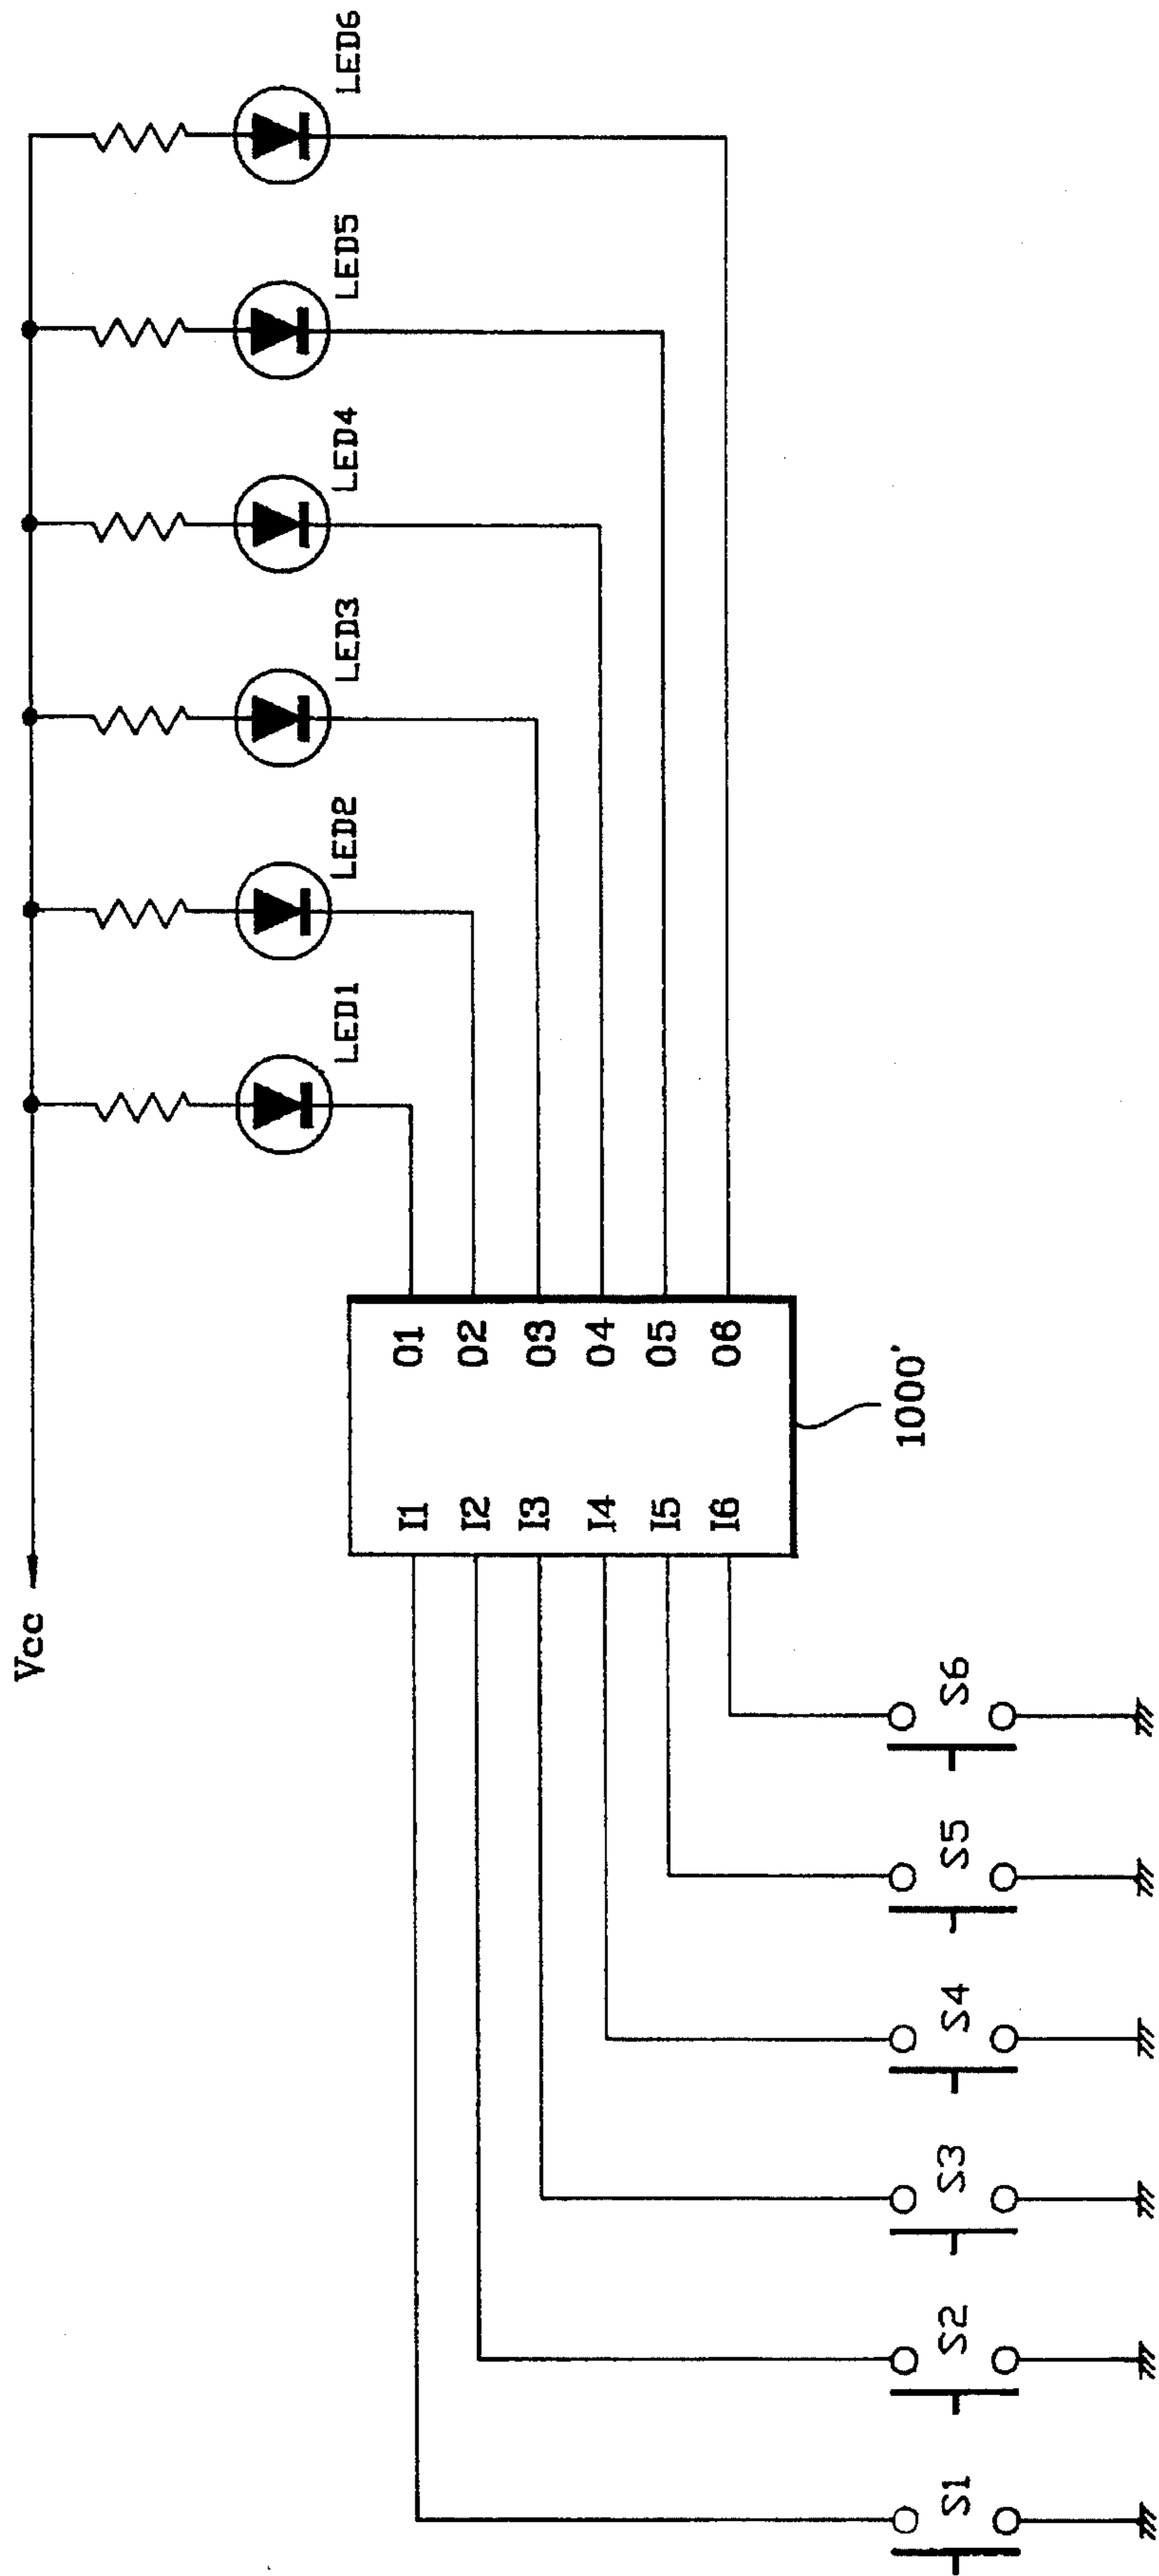 Vcc
LED1
LED2
LED3
LED4
LED5
LED6
I1
I2
I3
I4
I5
I6
O1
O2
O3
O4
O5
O6
1000'
S1
S2
S3
S4
S5
S6